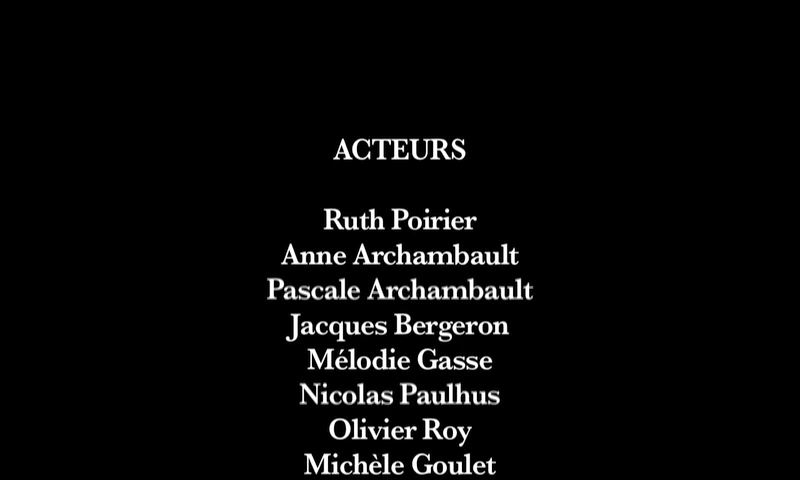 ACTEURS
Ruth Poirier
Anne Archambault
Pascale Archambault
Jacques Bergeron
Mélodie Gasse
Nicolas Paulhus
Olivier Roy
Michèle Goulet